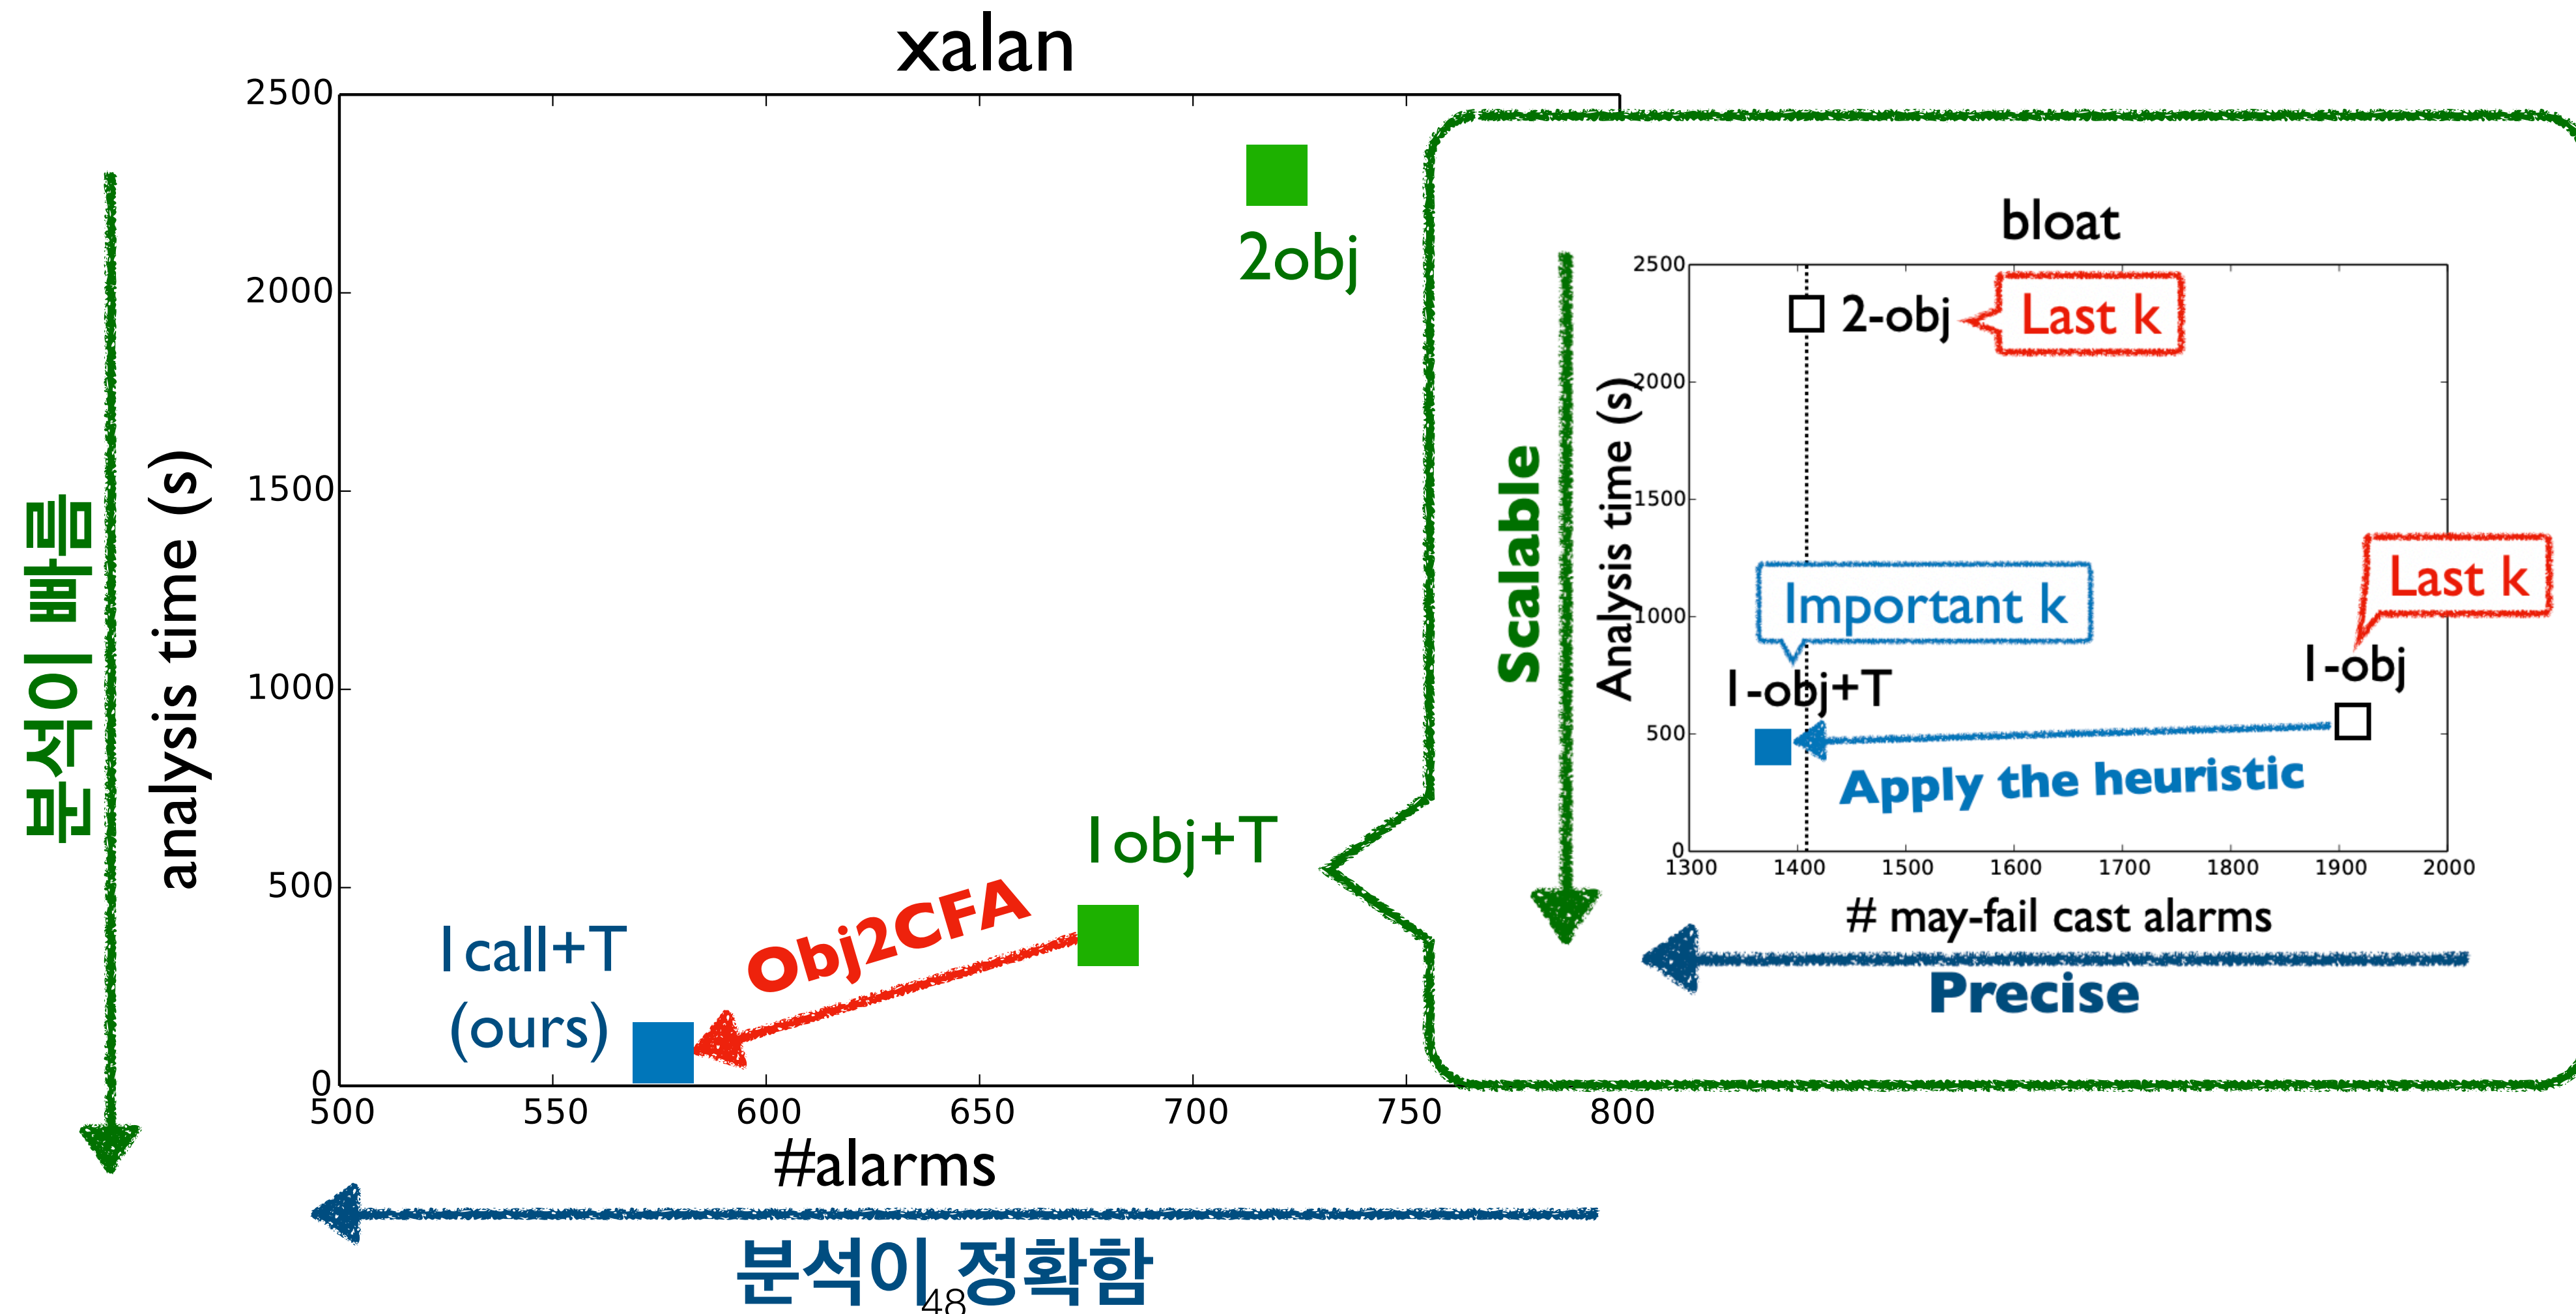 xalan
2500
2000
1500
1000
500
0
500 550 600 650 700 750 800
analysis time (s)
#alarms
분석이 빠름
분석이 정확함
2obj
1obj+T
Obj2CFA
1call+T
(ours)
bloat
2500
2000
1500
1000
500
0
1300 1400 1500 1600 1700 1800 1900 2000
Analysis time (s)
# may-fail cast alarms
Scalable
Precise
2-obj
Last k
Important k
1-obj+T
Last k
1-obj
Apply the heuristic
48